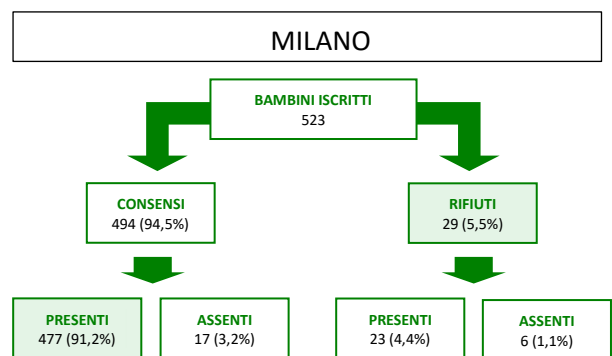 MILANO
BAMBINI ISCRITTI
523
CONSENSI
494 (94,5%)
RIFIUTI
29 (5,5%)
PRESENTI
477 (91,2%)
ASSENTI
17 (3,2%)
PRESENTI
23 (4,4%)
ASSENTI
6 (1,1%)